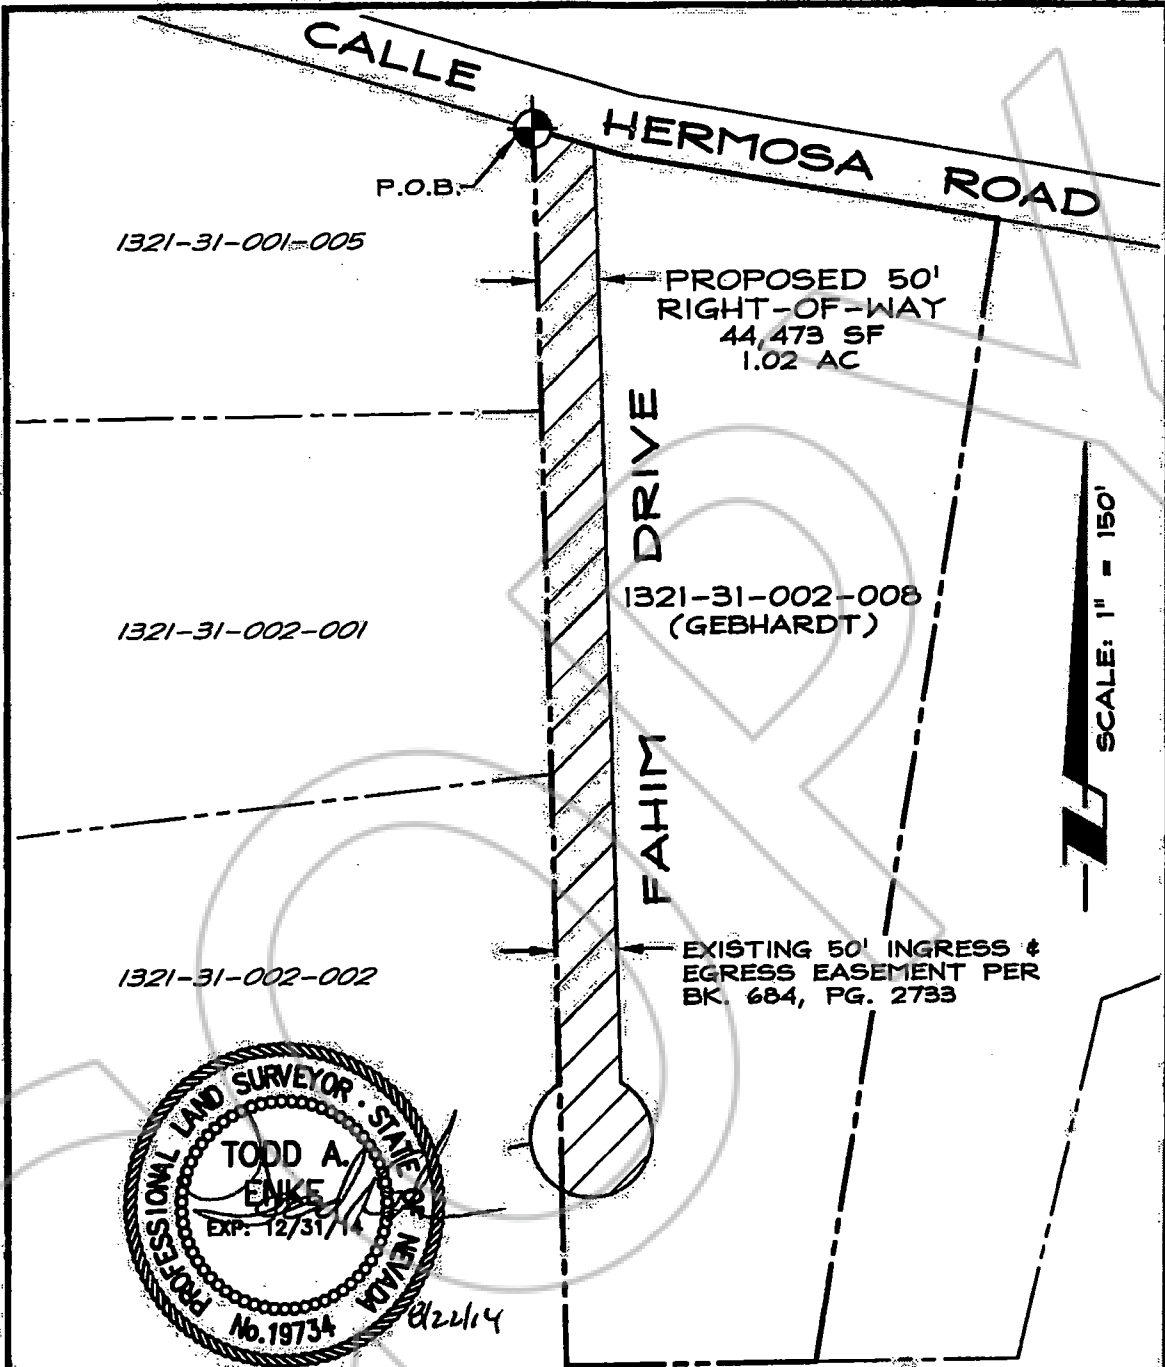 CALLE HERMOSA ROAD
P.O.B.
1321-31-001-005
PROPOSED 50'
RIGHT-OF-WAY
44,473 SF
1.02 AC
FAHIM DRIVE
1321-31-002-001
1321-31-002-008
(GEBHARDT)
SCALE: 1" = 150'
1321-31-002-002
EXISTING 50' INGRESS &
EGRESS EASEMENT PER
BK. 684, PG. 2733
PROFESSIONAL LAND SURVEYOR · STATE OF NEVADA
TODD A.
ENKE
EXP: 12/31/14
No. 19734
8/22/14
COPY